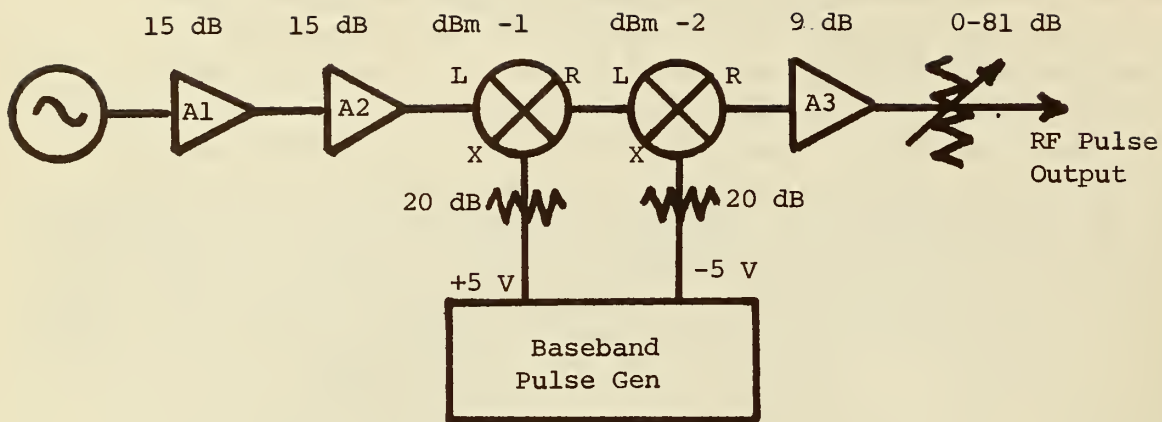 15 dB 15 dB dBm -1 dBm -2 9 dB 0-81 dB
L R L R
A1 A2 A3
X X
RF Pulse
Output
20 dB 20 dB
+5 V -5 V
Baseband
Pulse Gen